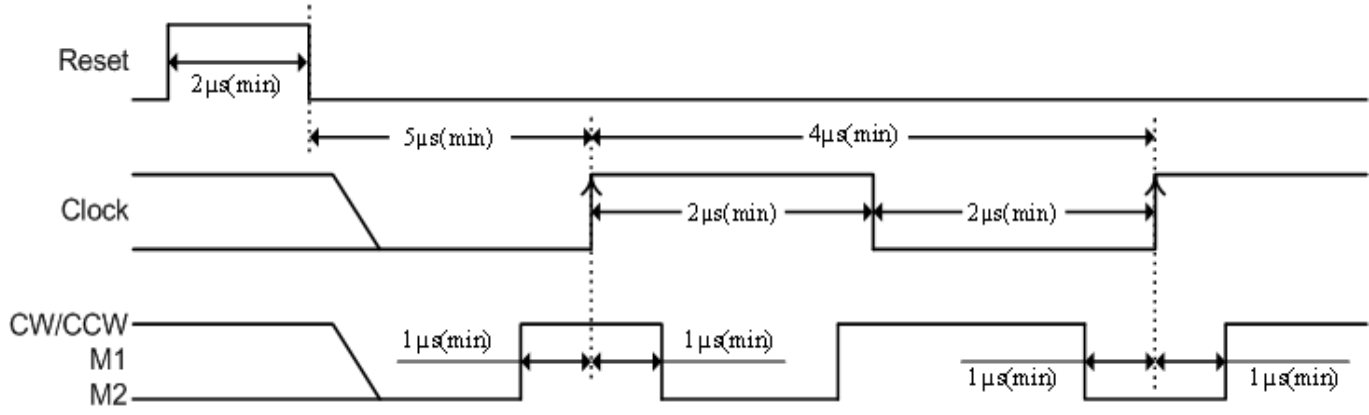 Reset
2μs(min)
5μs(min)
4μs(min)
Clock
2μs(min)
2μs(min)
CW/CCW
M1
M2
1μs(min)
1μs(min)
1μs(min)
1μs(min)